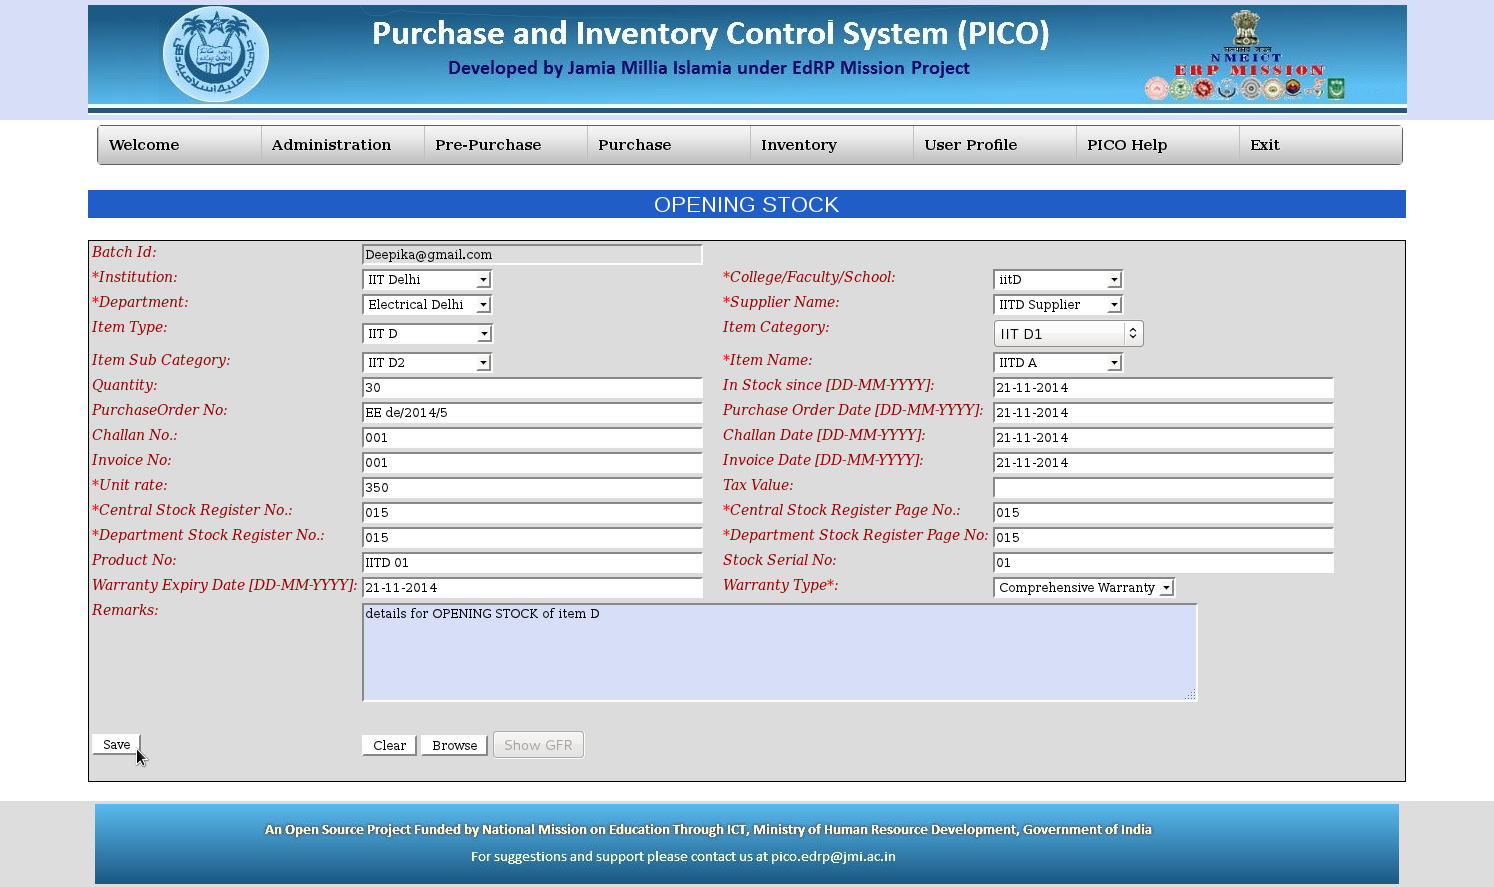 Purchase and Inventory Control System (PICO)
Developed by Jamia Millia Islamia under EdRP Mission Project
NMEICT
ERP MISSION
Welcome Administration Pre-Purchase Purchase Inventory User Profile PICO Help Exit
OPENING STOCK
Batch Id: Deepika@gmail.com
*Institution: IIT Delhi *College/Faculty/School: iitD
*Department: Electrical Delhi *Supplier Name: IITD Supplier
Item Type: IIT D Item Category: IIT D1
Item Sub Category: IIT D2 *Item Name: IITD A
Quantity: 30 In Stock since [DD-MM-YYYY]: 21-11-2014
PurchaseOrder No: EE de/2014/5 Purchase Order Date [DD-MM-YYYY]: 21-11-2014
Challan No.: 001 Challan Date [DD-MM-YYYY]: 21-11-2014
Invoice No: 001 Invoice Date [DD-MM-YYYY]: 21-11-2014
*Unit rate: 350 Tax Value:
*Central Stock Register No.: 015 *Central Stock Register Page No.: 015
*Department Stock Register No.: 015 *Department Stock Register Page No: 015
Product No: IITD 01 Stock Serial No: 01
Warranty Expiry Date [DD-MM-YYYY]: 21-11-2014 Warranty Type*: Comprehensive Warranty
Remarks: details for OPENING STOCK of item D
Save Clear Browse Show GFR
An Open Source Project Funded by National Mission on Education Through ICT, Ministry of Human Resource Development, Government of India
For suggestions and support please contact us at pico.edrp@jmi.ac.in